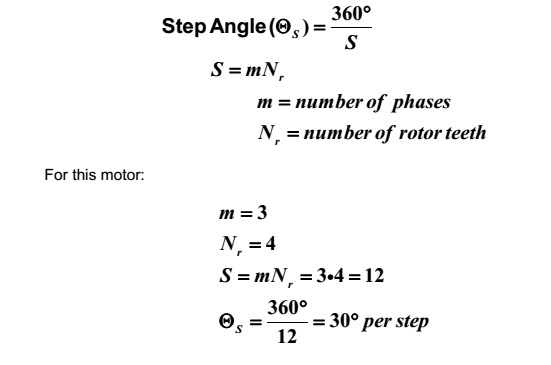 Step Angle (Θ_S) = 360° / S
S = mN_r
m = number of phases
N_r = number of rotor teeth
For this motor:
m = 3
N_r = 4
S = mN_r = 3•4 = 12
Θ_S = 360° / 12 = 30° per step